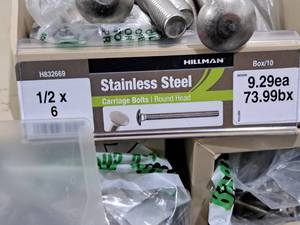 HILLMAN
H832669
Box/10
1/2 x
6
Stainless Steel
Carriage Bolts | Round Head
9.29ea
73.99bx